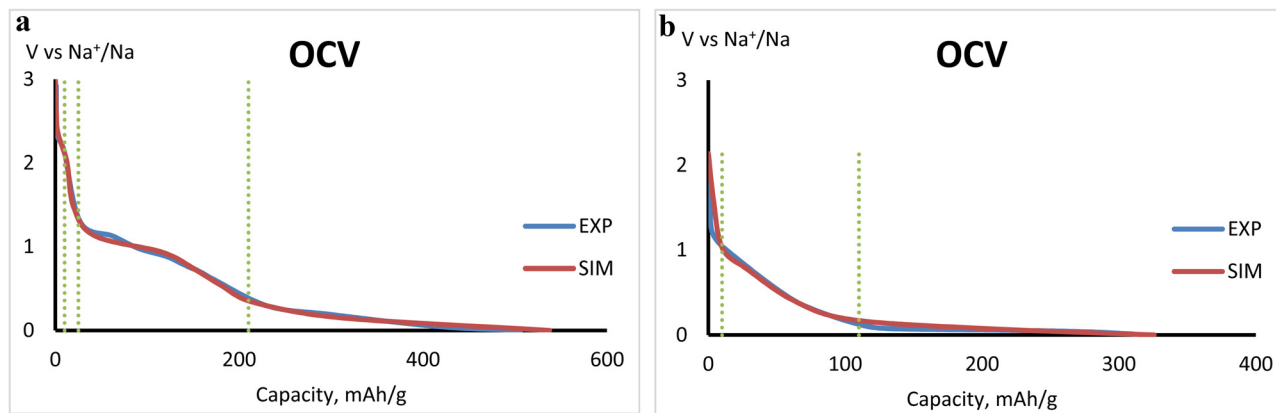 a
V vs Na⁺/Na
OCV
3
2
1
0
0
200
400
600
EXP
SIM
Capacity, mAh/g
b
V vs Na⁺/Na
OCV
3
2
1
0
0
100
200
300
400
EXP
SIM
Capacity, mAh/g